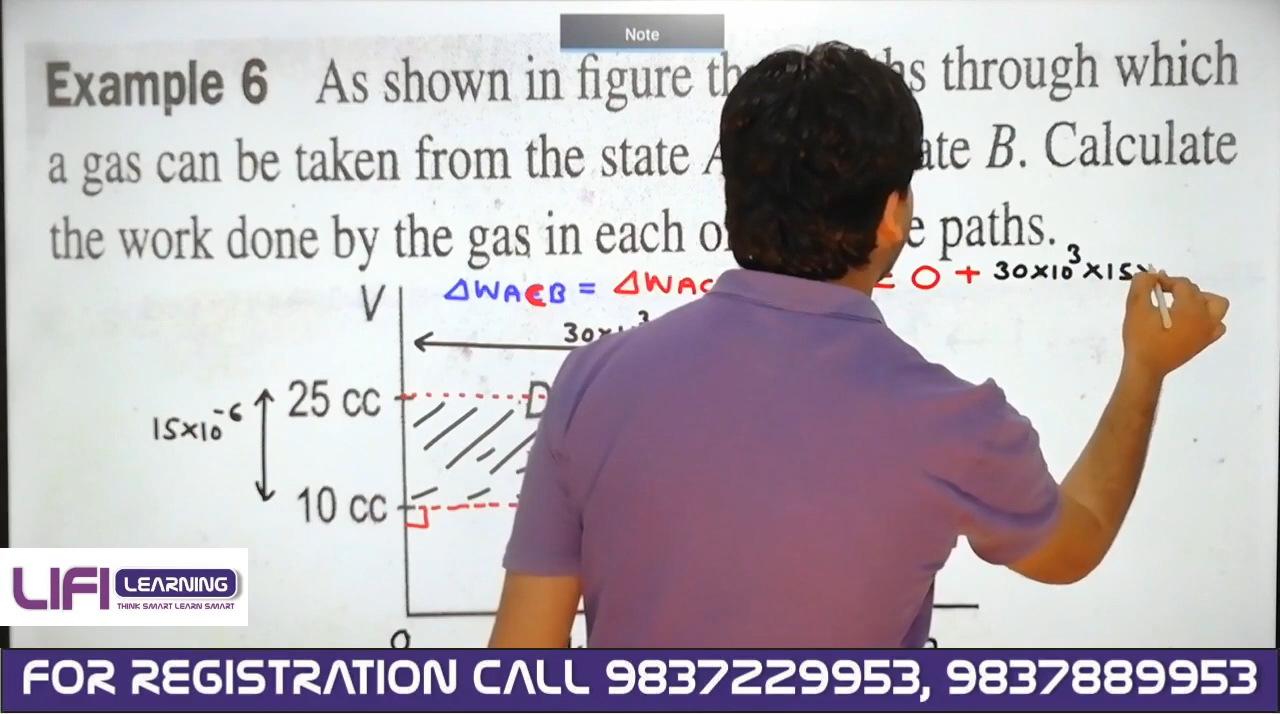 Note
Example 6 As shown in figure hs through which
a gas can be taken from the state A ate B. Calculate
the work done by the gas in each o e paths.
ΔWAEB = ΔWAC = 0 + 30×10³×15×
V
30×10³
25 cc
D
15×10⁻⁶
10 cc
0
LIFI LEARNING
THINK SMART LEARN SMART
FOR REGISTRATION CALL 9837229953, 9837889953